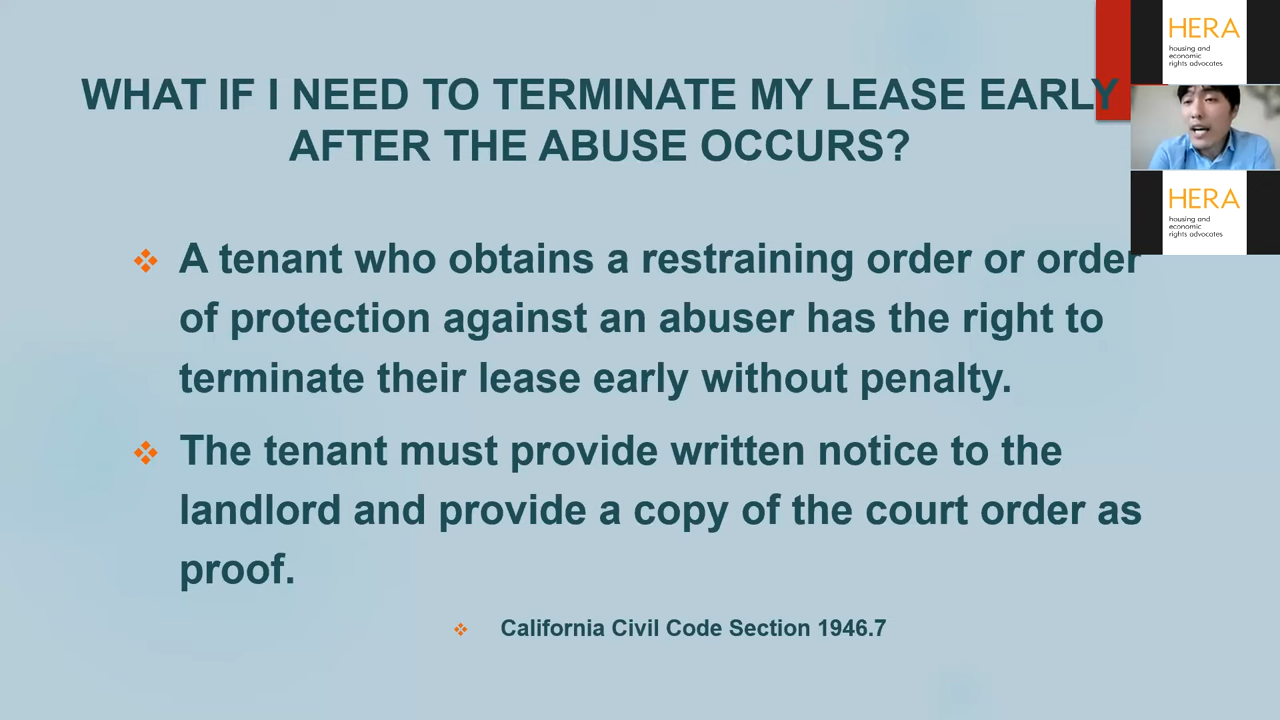 WHAT IF I NEED TO TERMINATE MY LEASE EARLY
AFTER THE ABUSE OCCURS?
A tenant who obtains a restraining order or order
of protection against an abuser has the right to
terminate their lease early without penalty.
The tenant must provide written notice to the
landlord and provide a copy of the court order as
proof.
California Civil Code Section 1946.7
HERA
housing and
economic
rights advocates
HERA
housing and
economic
rights advocates